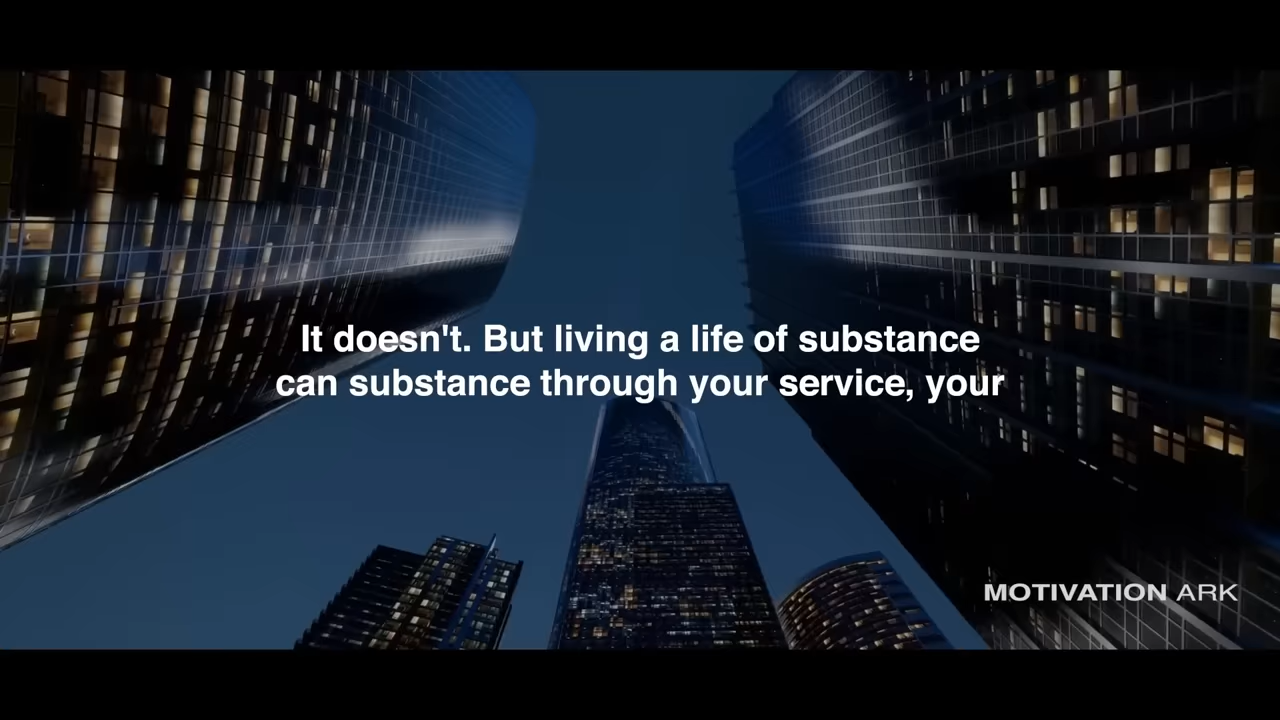 It doesn't. But living a life of substance
can substance through your service, your
MOTIVATION ARK